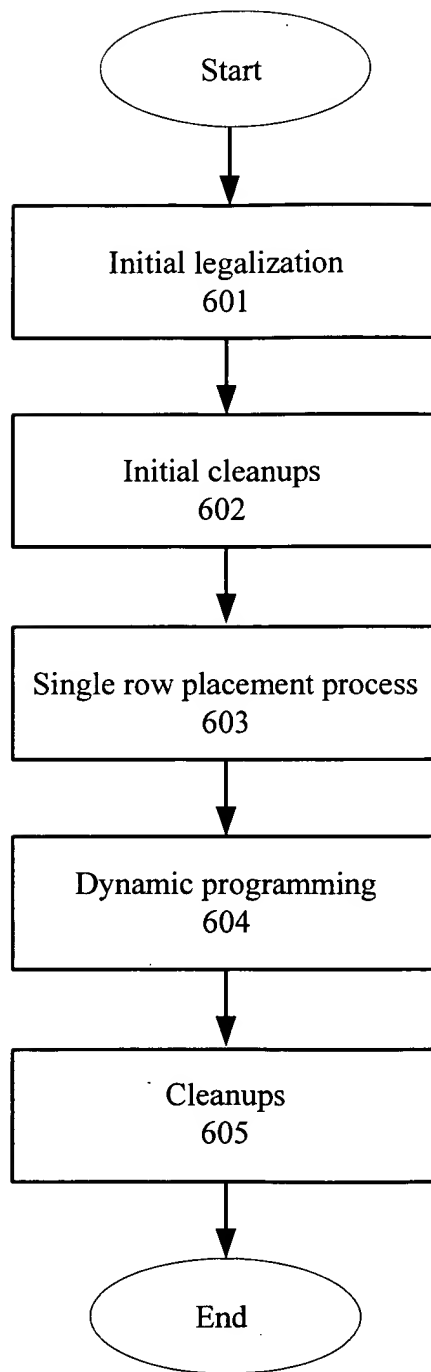 Start
Initial legalization
601
Initial cleanups
602
Single row placement process
603
Dynamic programming
604
Cleanups
605
End